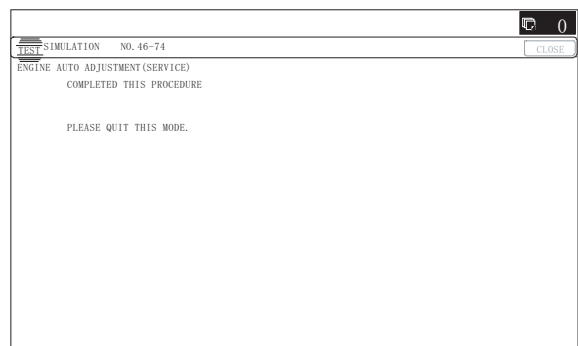 0
TEST SIMULATION NO. 46-74
CLOSE
ENGINE AUTO ADJUSTMENT(SERVICE)
COMPLETED THIS PROCEDURE
PLEASE QUIT THIS MODE.